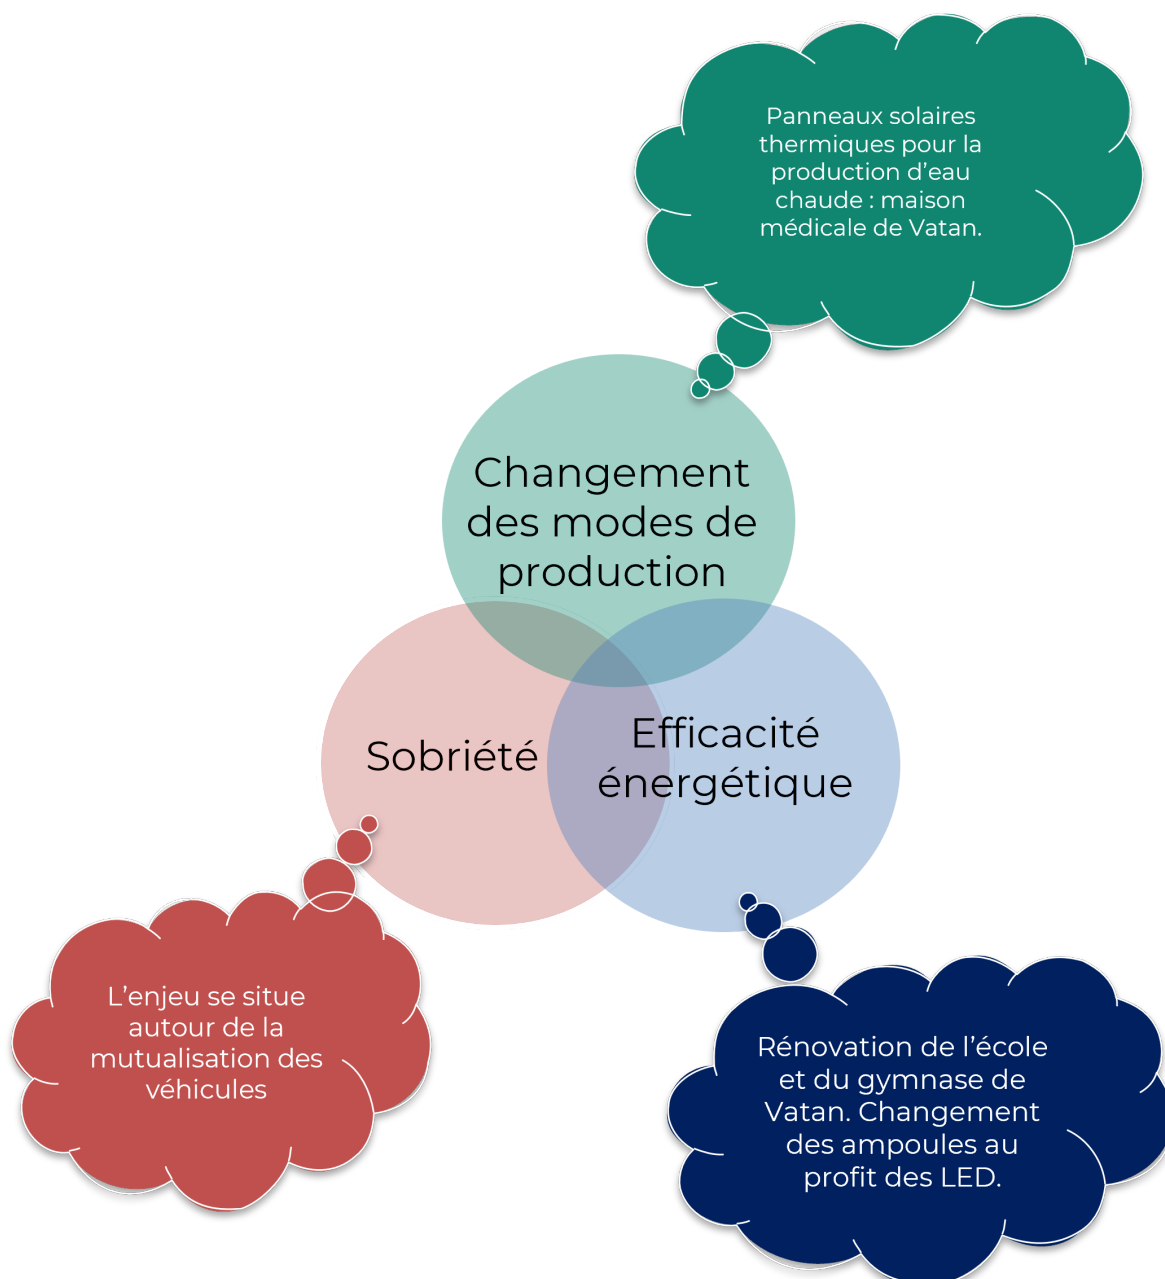 Panneaux solaires
thermiques pour la
production d’eau
chaude : maison
médicale de Vatan.
Changement
des modes de
production
Sobriété
Efficacité
énergétique
L’enjeu se situe
autour de la
mutualisation des
véhicules
Rénovation de l’école
et du gymnase de
Vatan. Changement
des ampoules au
profit des LED.